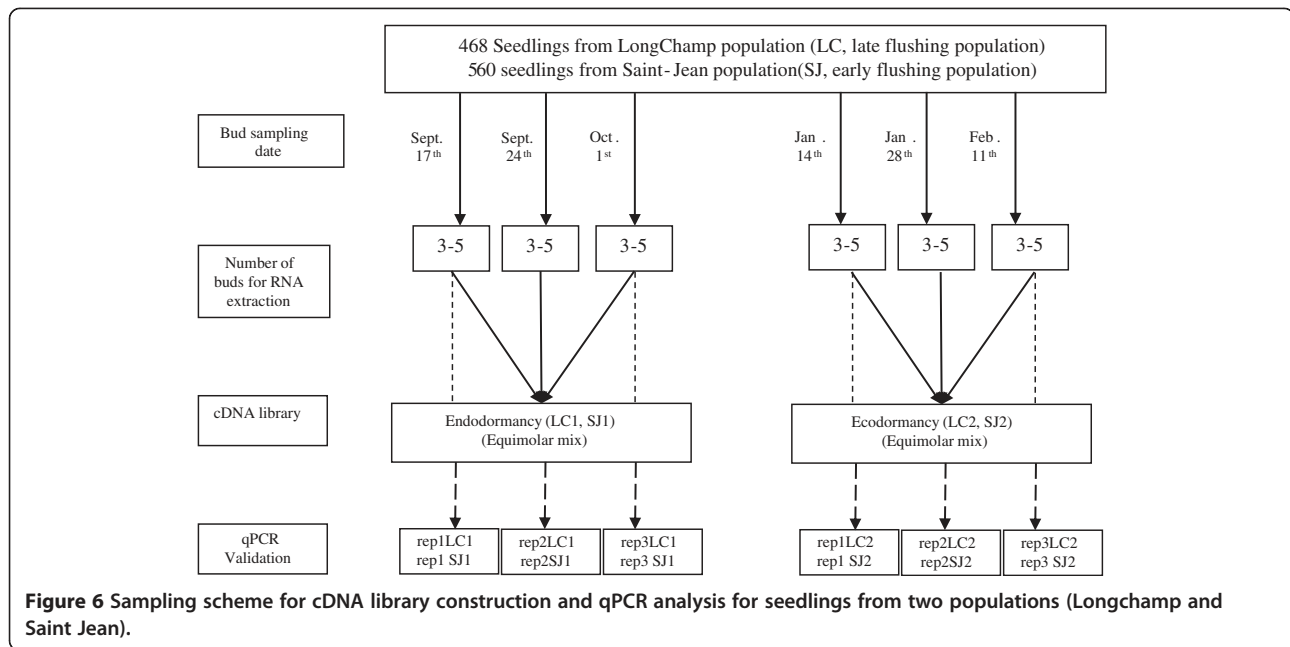 468 Seedlings from LongChamp population (LC, late flushing population)
560 seedlings from Saint-Jean population(SJ, early flushing population)
Bud sampling
date
Sept.
17th
Sept.
24th
Oct .
1st
Jan .
14th
Jan .
28th
Feb .
11th
Number of
buds for RNA
extraction
3-5
3-5
3-5
3-5
3-5
3-5
cDNA library
Endodormancy (LC1, SJ1)
(Equimolar mix)
Ecodormancy (LC2, SJ2)
(Equimolar mix)
qPCR
Validation
rep1LC1
rep1 SJ1
rep2LC1
rep2SJ1
rep3LC1
rep3 SJ1
rep1LC2
rep1 SJ2
rep2LC2
rep2SJ2
rep3LC2
rep3 SJ2
Figure 6 Sampling scheme for cDNA library construction and qPCR analysis for seedlings from two populations (Longchamp and
Saint Jean).